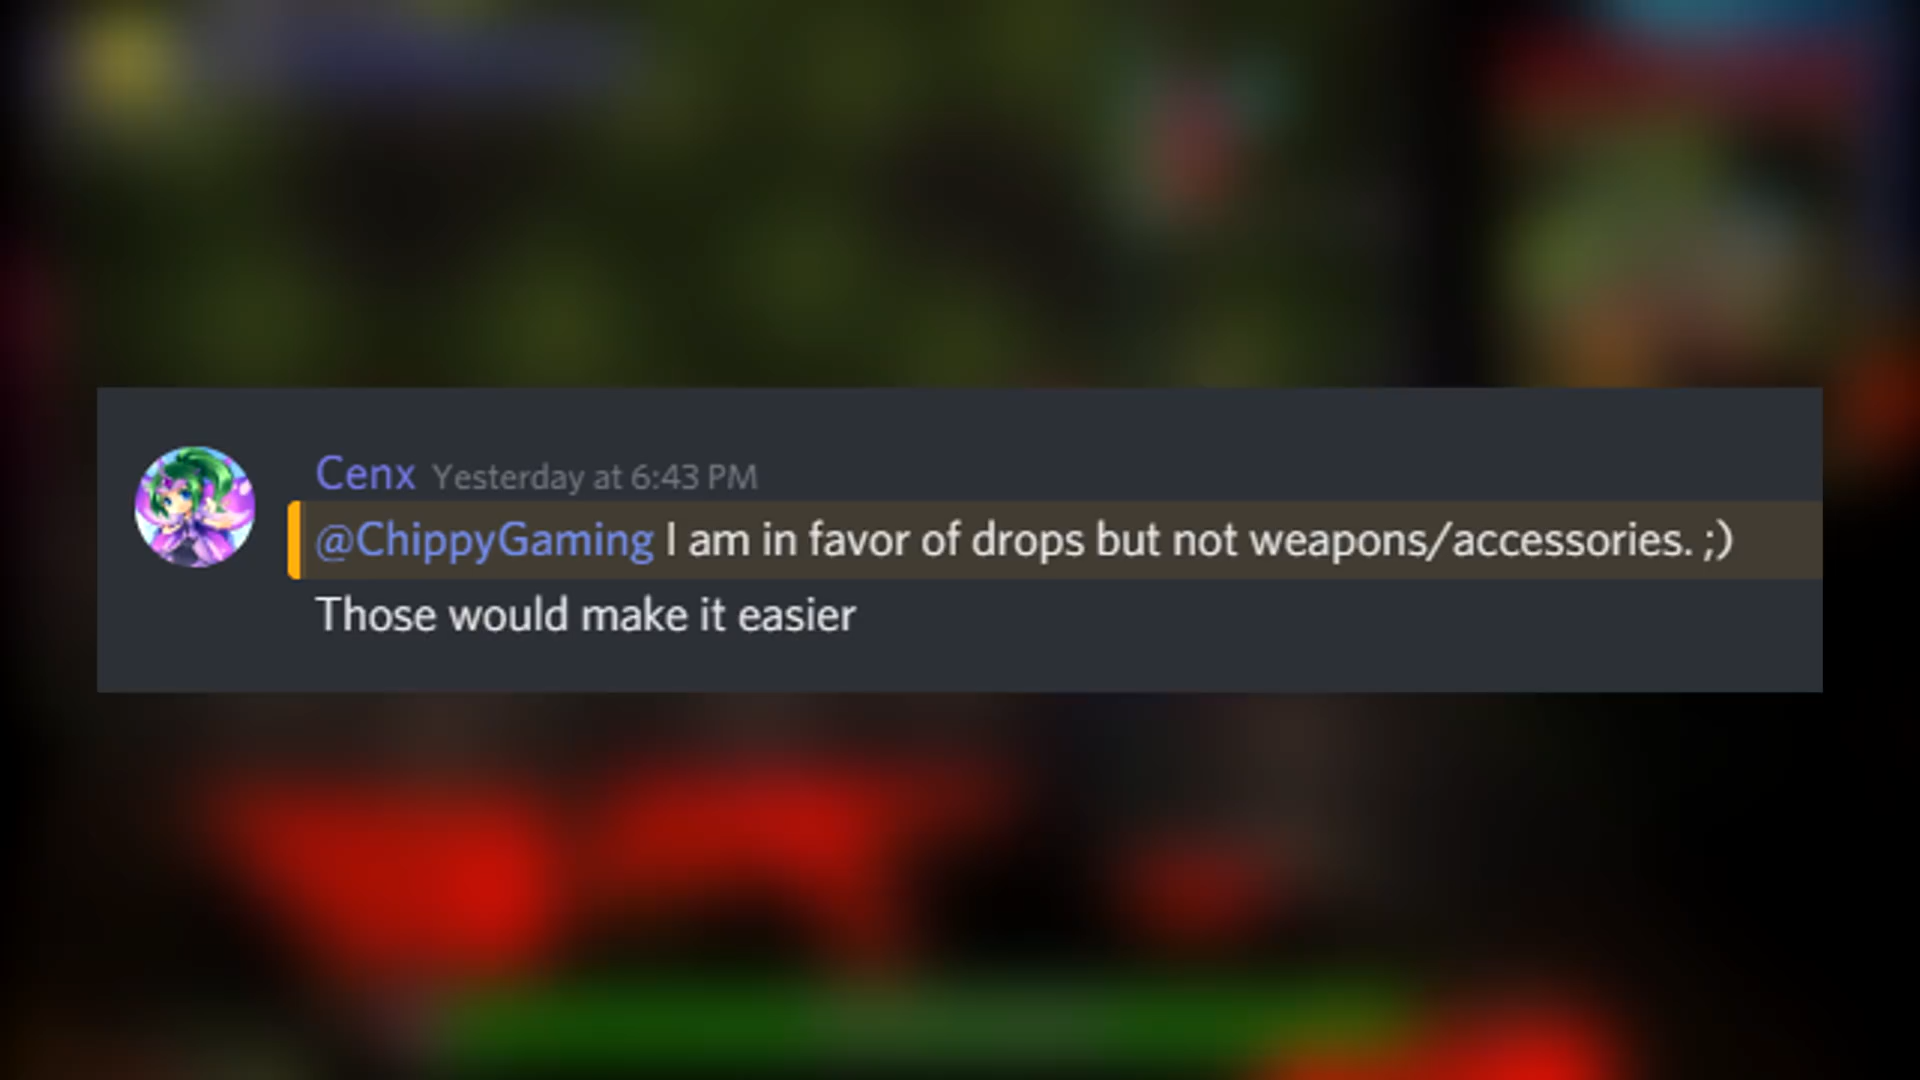 Cenx Yesterday at 6:43 PM
@ChippyGaming I am in favor of drops but not weapons/accessories. ;)
Those would make it easier